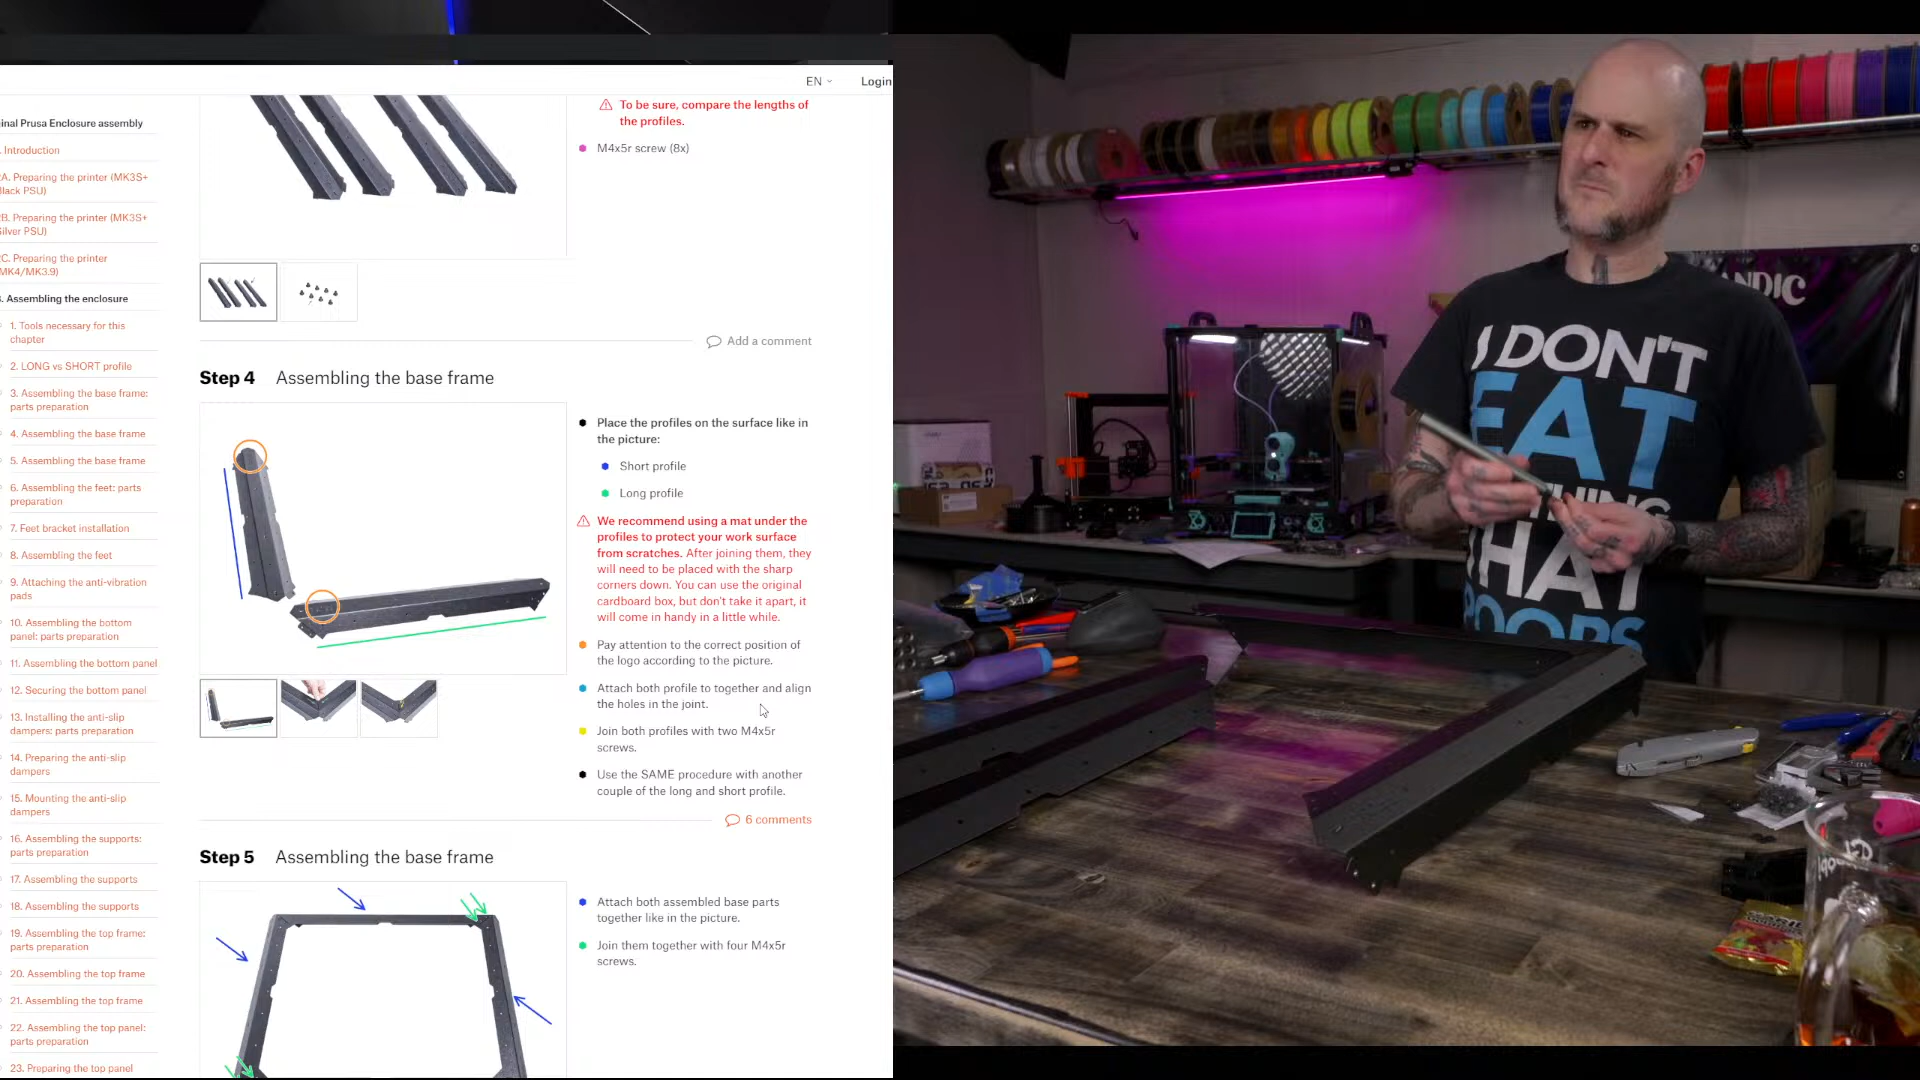 EN
Login
inal Prusa Enclosure assembly
. Introduction
A. Preparing the printer (MK3S+
lack PSU)
B. Preparing the printer (MK3S+
ilver PSU)
C. Preparing the printer
MK4/MK3.9)
. Assembling the enclosure
1. Tools necessary for this
chapter
2. LONG vs SHORT profile
3. Assembling the base frame:
parts preparation
4. Assembling the base frame
5. Assembling the base frame
6. Assembling the feet: parts
preparation
7. Feet bracket installation
8. Assembling the feet
9. Attaching the anti-vibration
pads
10. Assembling the bottom
panel: parts preparation
11. Assembling the bottom panel
12. Securing the bottom panel
13. Installing the anti-slip
dampers: parts preparation
14. Preparing the anti-slip
dampers
15. Mounting the anti-slip
dampers
16. Assembling the supports:
parts preparation
17. Assembling the supports
18. Assembling the supports
19. Assembling the top frame:
parts preparation
20. Assembling the top frame
21. Assembling the top frame
22. Assembling the top panel:
parts preparation
23. Preparing the top panel
To be sure, compare the lengths of
the profiles.
M4x5r screw (8x)
Add a comment
Step 4 Assembling the base frame
Place the profiles on the surface like in
the picture:
Short profile
Long profile
We recommend using a mat under the
profiles to protect your work surface
from scratches. After joining them, they
will need to be placed with the sharp
corners down. You can use the original
cardboard box, but don't take it apart, it
will come in handy in a little while.
Pay attention to the correct position of
the logo according to the picture.
Attach both profile to together and align
the holes in the joint.
Join both profiles with two M4x5r
screws.
Use the SAME procedure with another
couple of the long and short profile.
6 comments
Step 5 Assembling the base frame
Attach both assembled base parts
together like in the picture.
Join them together with four M4x5r
screws.
I DON'T
EAT
THAT
POOPS
ANDIC